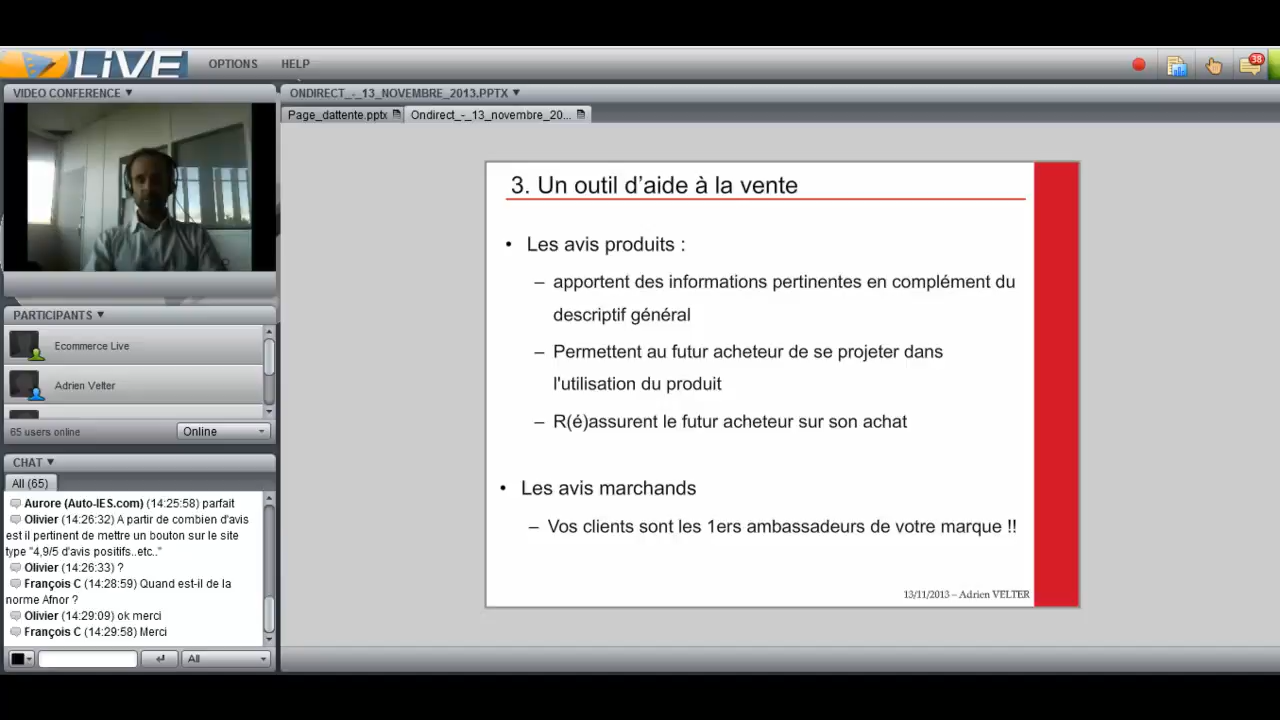 LiVE
OPTIONS
HELP
38
VIDEO CONFERENCE
ONDIRECT_-_13_NOVEMBRE_2013.PPTX
Page_dattente.pptx
Ondirect_-_13_novembre_20...
PARTICIPANTS
Ecommerce Live
Adrien Velter
65 users online
Online
CHAT
All (65)
Aurore (Auto-IES.com) (14:25:58) parfait
Olivier (14:26:32) A partir de combien d'avis
est il pertinent de mettre un bouton sur le site
type "4,9/5 d'avis positifs..etc.."
Olivier (14:26:33) ?
François C (14:28:59) Quand est-il de la
norme Afnor ?
Olivier (14:29:09) ok merci
François C (14:29:58) Merci
All
3. Un outil d’aide à la vente
• Les avis produits :
– apportent des informations pertinentes en complément du
descriptif général
– Permettent au futur acheteur de se projeter dans
l'utilisation du produit
– R(é)assurent le futur acheteur sur son achat
• Les avis marchands
– Vos clients sont les 1ers ambassadeurs de votre marque !!
13/11/2013 – Adrien VELTER